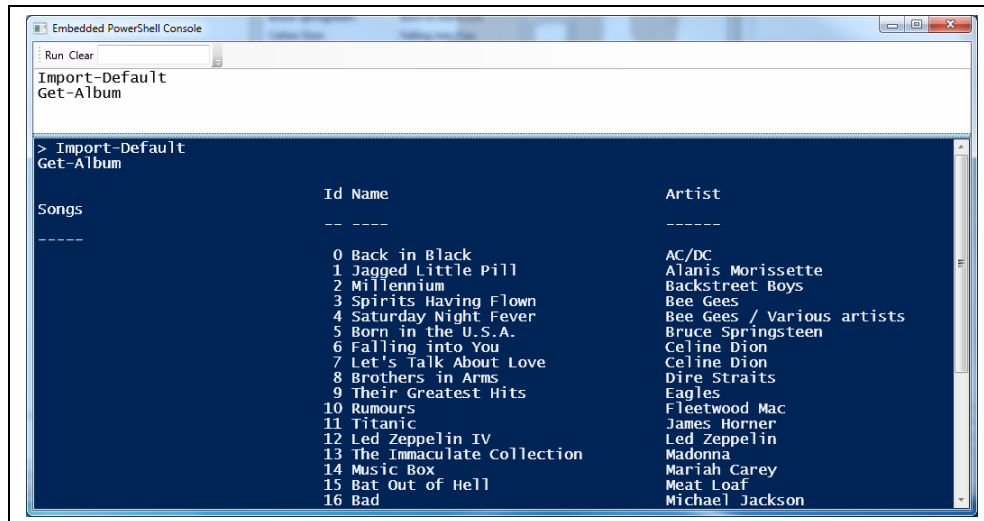 Embedded PowerShell Console
Run Clear
Import-Default
Get-Album
> Import-Default
Get-Album
Id Name Artist
Songs
-- ---- ------
-----
0 Back in Black AC/DC
1 Jagged Little Pill Alanis Morissette
2 Millennium Backstreet Boys
3 Spirits Having Flown Bee Gees
4 Saturday Night Fever Bee Gees / Various artists
5 Born in the U.S.A. Bruce Springsteen
6 Falling into You Celine Dion
7 Let's Talk About Love Celine Dion
8 Brothers in Arms Dire Straits
9 Their Greatest Hits Eagles
10 Rumours Fleetwood Mac
11 Titanic James Horner
12 Led Zeppelin IV Led Zeppelin
13 The Immaculate Collection Madonna
14 Music Box Mariah Carey
15 Bat Out of Hell Meat Loaf
16 Bad Michael Jackson